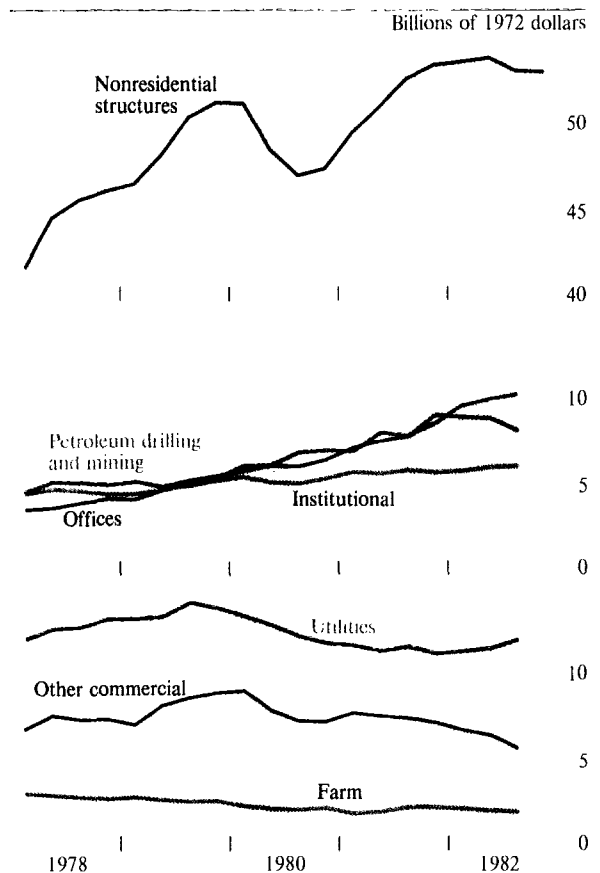 Billions of 1972 dollars
Nonresidential
structures
50
45
40
10
Petroleum drilling
and mining
Institutional
5
Offices
0
Utilities
10
Other commercial
5
Farm
0
1978
1980
1982